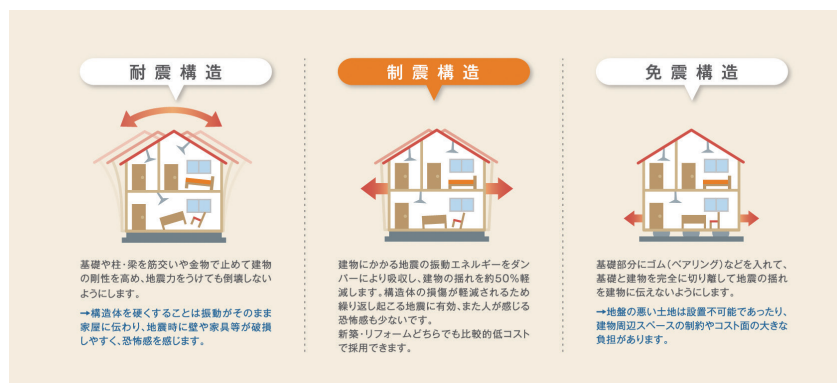 耐震構造
基礎や柱・梁を筋交いや金物で止めて建物
の剛性を高め、地震力をうけても倒壊しない
ようにします。
→構造体を硬くすることは振動がそのまま
家屋に伝わり、地震時に壁や家具等が破損
しやすく、恐怖感を感じます。
制震構造
建物にかかる地震の振動エネルギーをダン
パーにより吸収し、建物の揺れを約50%軽
減します。構造体の損傷が軽減されるため
繰り返し起こる地震に有効、また人が感じる
恐怖感も少ないです。
新築・リフォームどちらでも比較的低コスト
で採用できます。
免震構造
基礎部分にゴム(ベアリング)などを入れて、
基礎と建物を完全に切り離して地震の揺れ
を建物に伝えないようにします。
→地盤の悪い土地は設置不可能であったり、
建物周辺スペースの制約やコスト面の大きな
負担があります。